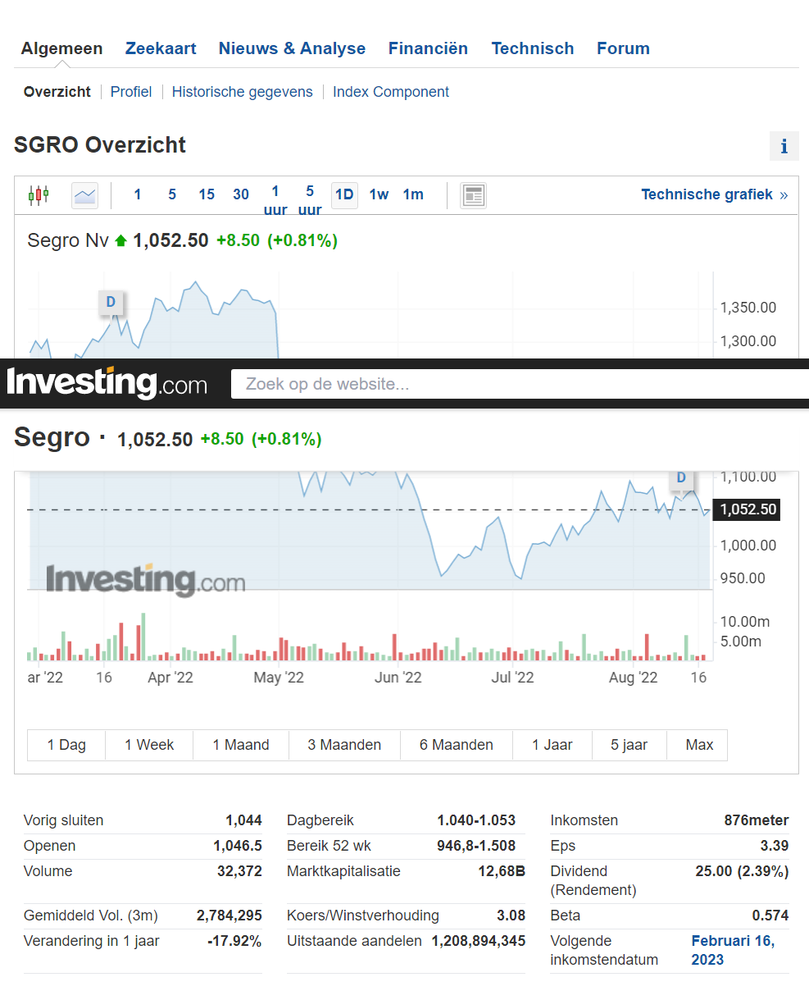 Algemeen Zeekaart Nieuws & Analyse Financiën Technisch Forum
Overzicht Profiel Historische gegevens Index Component
SGRO Overzicht
i
1 5 15 30 1 uur 5 uur 1D 1w 1m Technische grafiek »
Segro Nv 1,052.50 +8.50 (+0.81%)
D
1,350.00
1,300.00
Investing.com Zoek op de website...
Segro · 1,052.50 +8.50 (+0.81%)
D
1,100.00
1,052.50
1,000.00
950.00
Investing.com
10.00m
5.00m
ar '22 16 Apr '22 May '22 Jun '22 Jul '22 Aug '22 16
1 Dag 1 Week 1 Maand 3 Maanden 6 Maanden 1 Jaar 5 jaar Max
Vorig sluiten 1,044 Dagbereik 1.040-1.053 Inkomsten 876meter
Openen 1,046.5 Bereik 52 wk 946,8-1.508 Eps 3.39
Volume 32,372 Marktkapitalisatie 12,68B Dividend 25.00 (2.39%)
(Rendement)
Gemiddeld Vol. (3m) 2,784,295 Koers/Winstverhouding 3.08 Beta 0.574
Verandering in 1 jaar -17.92% Uitstaande aandelen 1,208,894,345 Volgende Februari 16,
inkomstendatum 2023